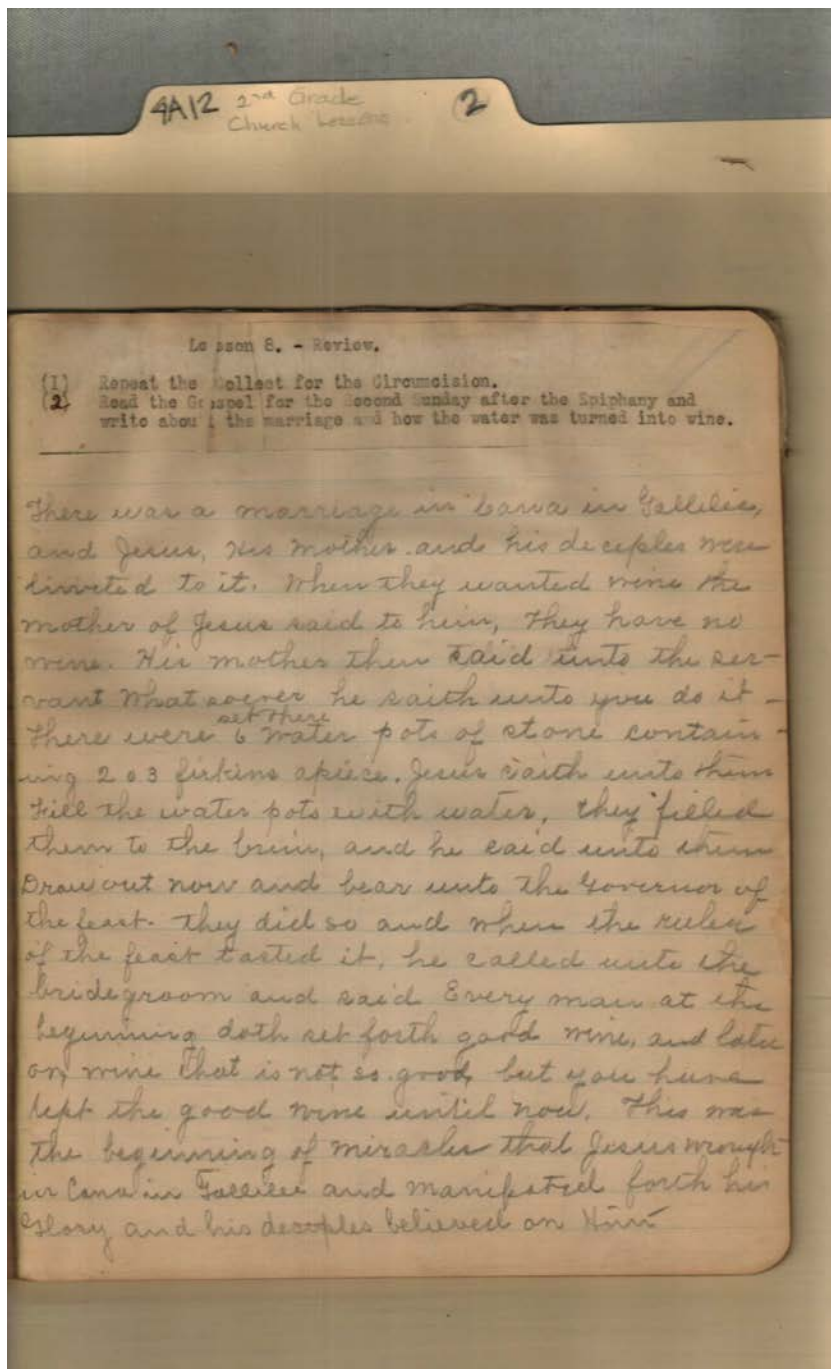 4A12 2nd Grade
Church Lessons
2
Lesson 8. - Review.
(1) Repeat the Collect for the Circumcision.
(2) Read the Gospel for the Second Sunday after the Epiphany and
write about the marriage and how the water was turned into wine.
There was a marriage in Cana in Gallilie,
and Jesus, His Mother and his deciples were
invited to it. When they wanted wine the
mother of Jesus said to him, They have no
wine. His mother then said unto the ser-
vant Whatsoever he saith unto you do it -
set there
There were 6 water pots of stone contain-
ing 2 o 3 firkins apiece. Jesus saith unto them
Fill the water pots with water, they filled
them to the brim, and he said unto them
Draw out now and bear unto the Governor of
the feast. They did so and when the ruler
of the feast tasted it, he called unto the
bridegroom and said Every man at the
beginning doth set forth good wine, and later
on, wine that is not so good, but you have
kept the good wine until now. This was
the beginning of miracles that Jesus wrought
in Cana in Gallilee and manifested forth his
Glory and his deciples believed on Him